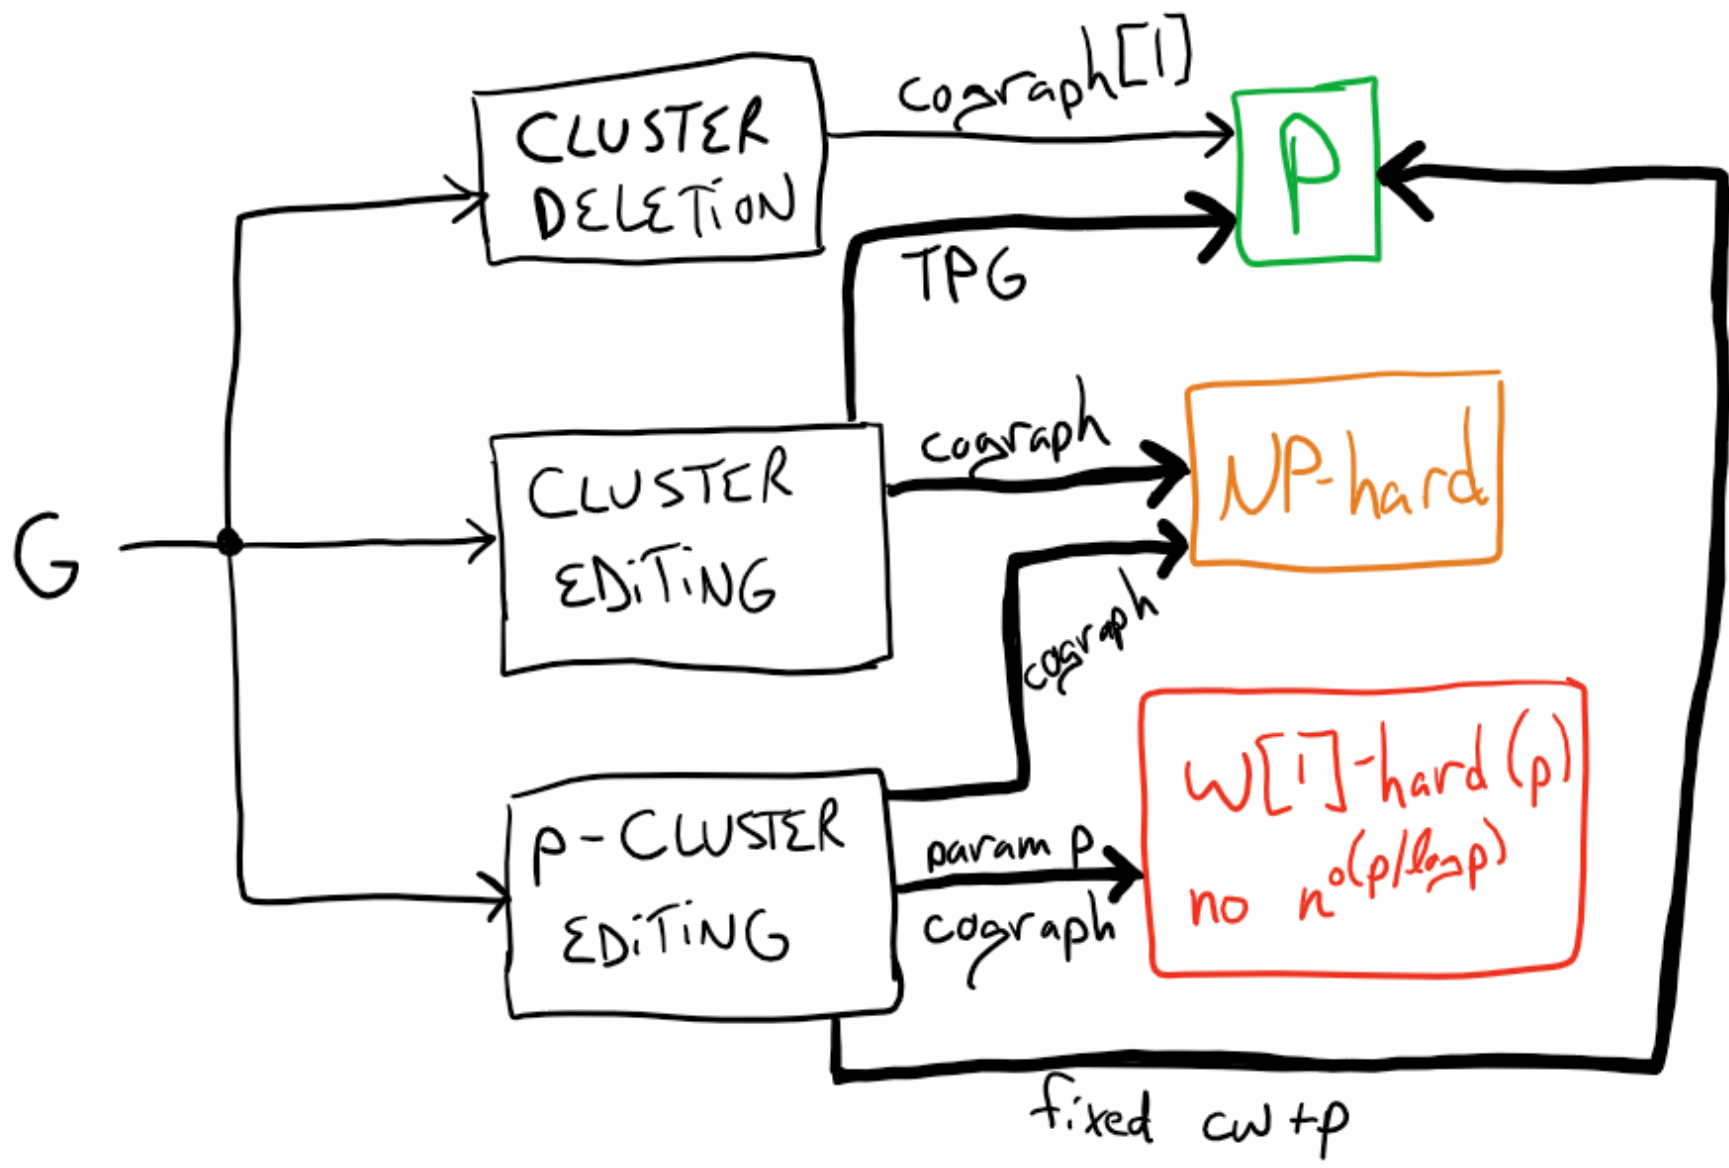 cograph[1]
CLUSTER
DELETION
P
TPG
G
CLUSTER
EDITING
cograph
NP-hard
cograph
p-CLUSTER
EDITING
param p
cograph
W[1]-hard (p)
no n^o(p/log p)
fixed cw+p